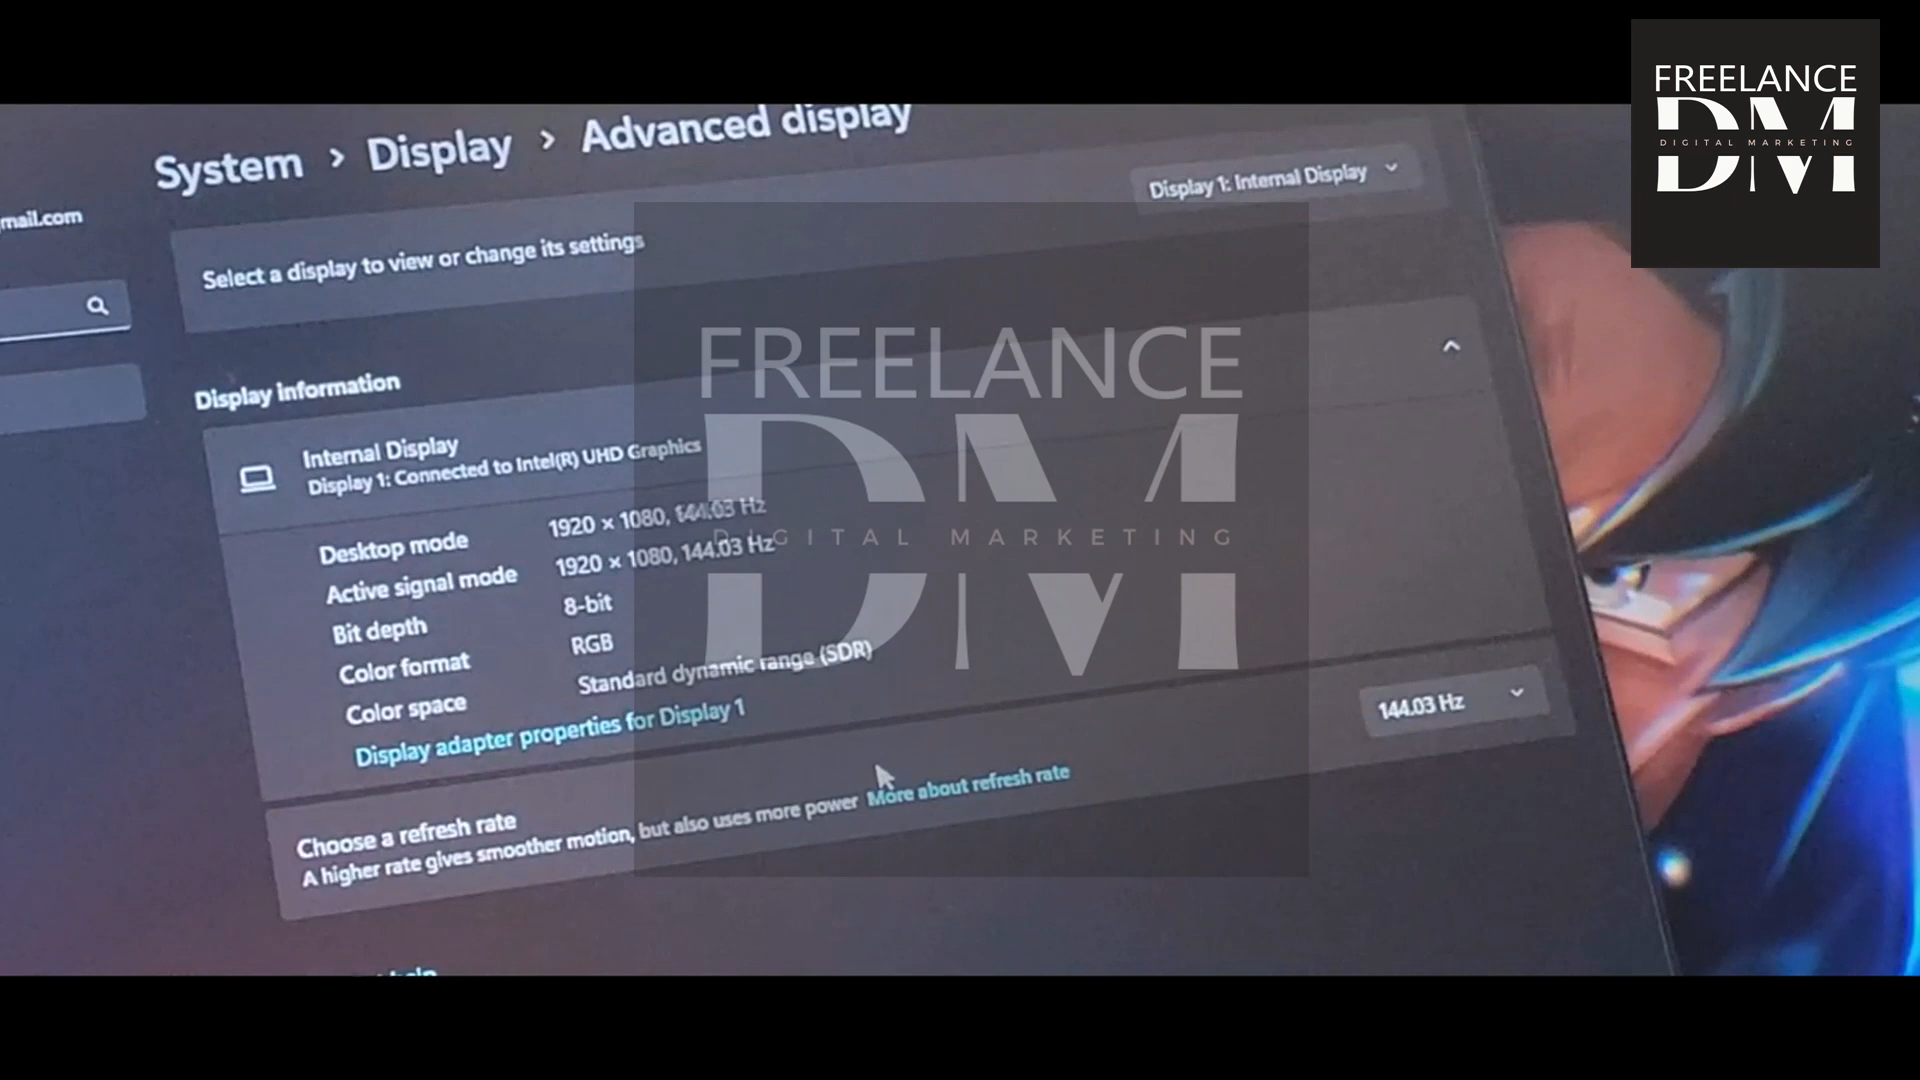 FREELANCE
DM
DIGITAL MARKETING
System > Display > Advanced display
mail.com
Display 1: Internal Display
Select a display to view or change its settings
Display information
Internal Display
Display 1: Connected to Intel(R) UHD Graphics
Desktop mode 1920 × 1080, 144.03 Hz
Active signal mode 1920 × 1080, 144.03 Hz
Bit depth 8-bit
Color format RGB
Color space Standard dynamic range (SDR)
Display adapter properties for Display 1
Choose a refresh rate
A higher rate gives smoother motion, but also uses more power More about refresh rate
144.03 Hz
FREELANCE
DM
DIGITAL MARKETING